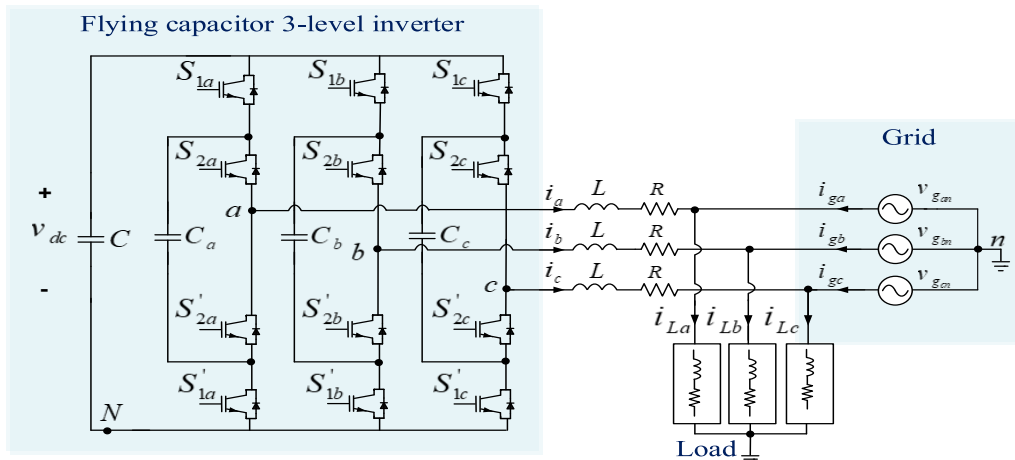 Flying capacitor 3-level inverter
S1a
S1b
S1c
Grid
S2a
S2b
S2c
+
vdc
-
C
a
Ca
b
Cb
c
Cc
ia
L
R
iga
vgan
ib
L
R
igb
vgbn
n
ic
L
R
igc
vgcn
iLa
iLb
iLc
S'2a
S'2b
S'2c
S'1a
S'1b
S'1c
N
Load